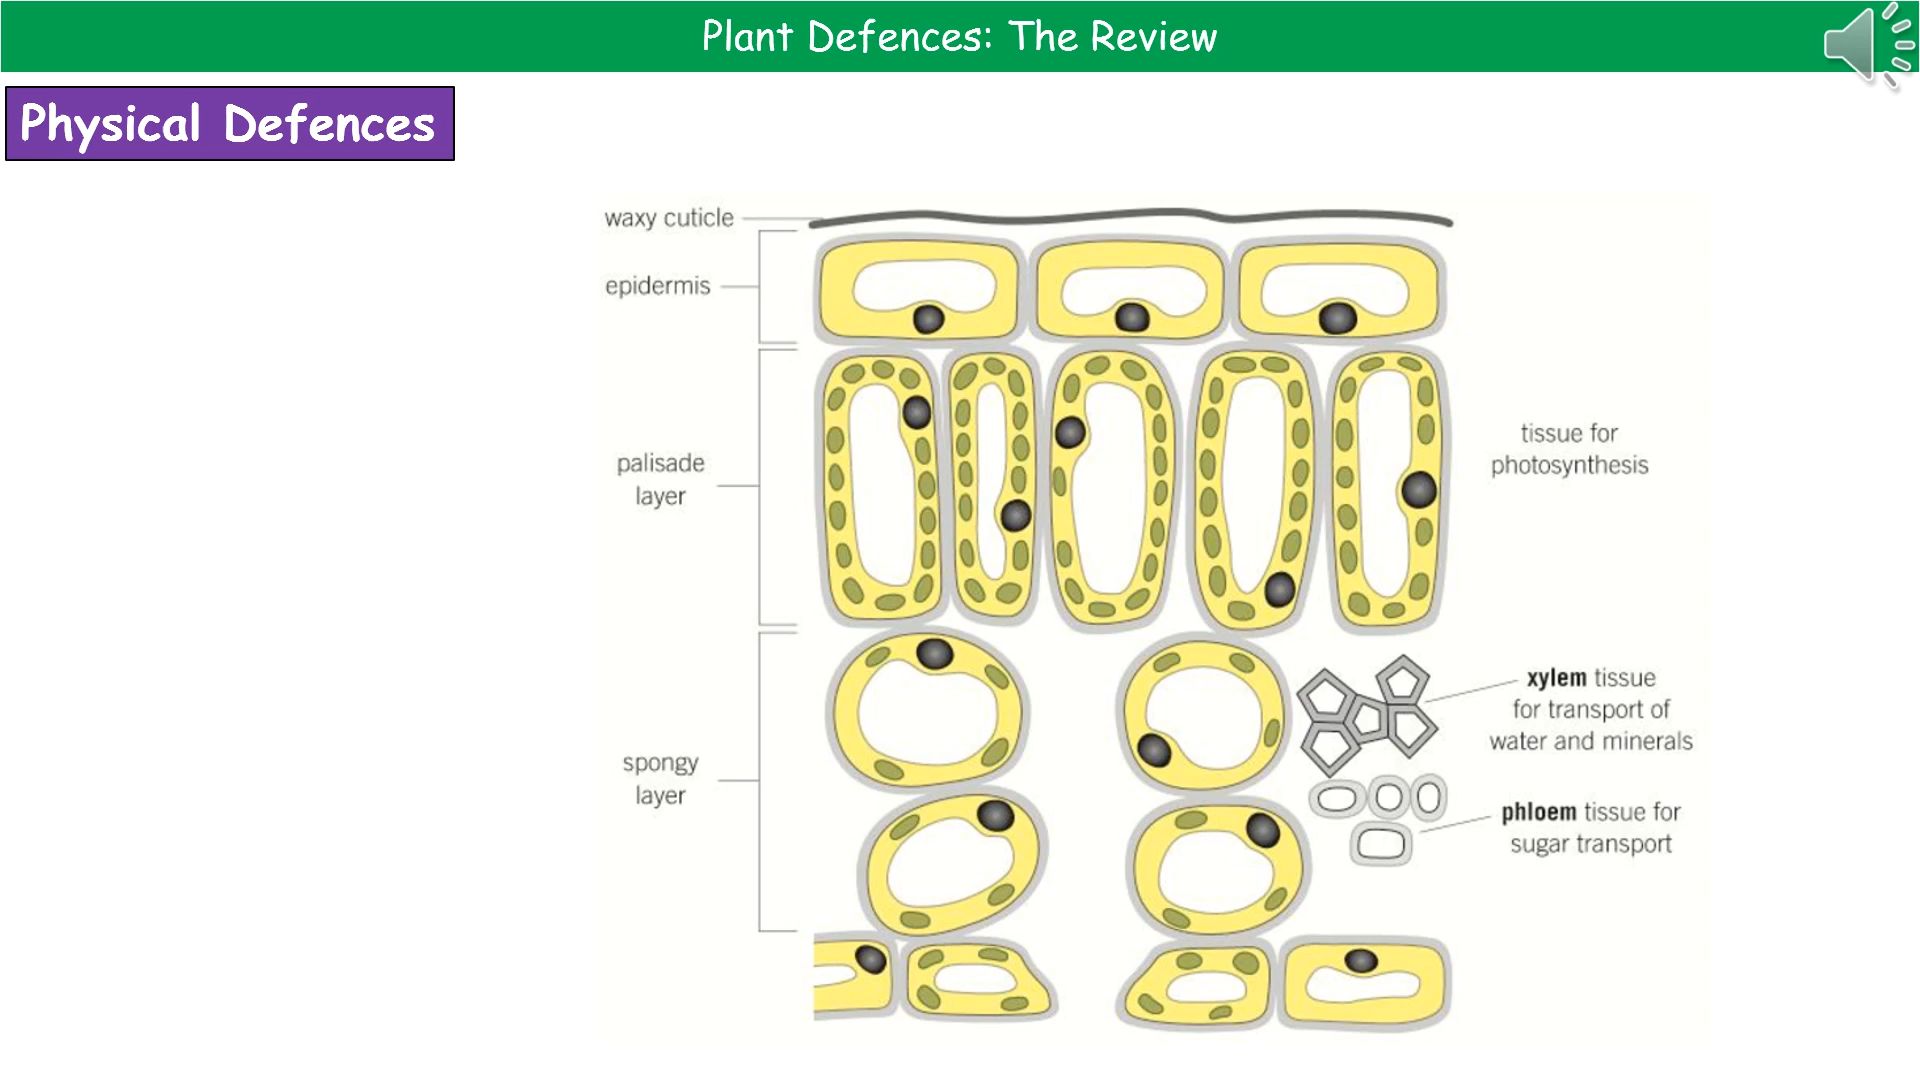 Plant Defences: The Review
Physical Defences
waxy cuticle
epidermis
palisade
layer
tissue for
photosynthesis
spongy
layer
xylem tissue
for transport of
water and minerals
phloem tissue for
sugar transport